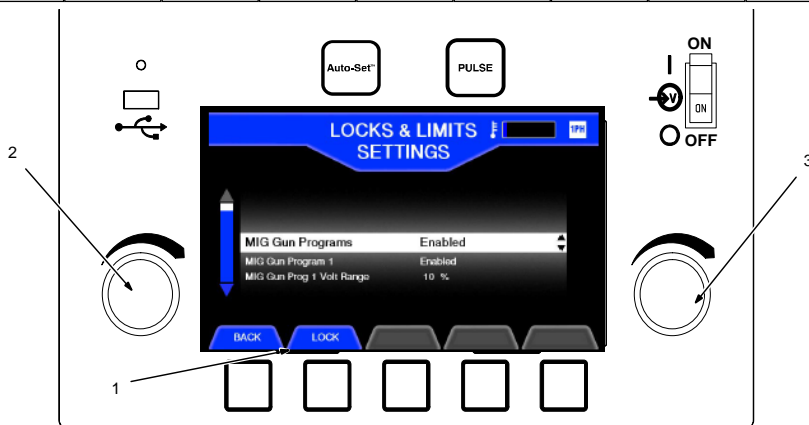 ON
Auto-Set™
PULSE
V
ON
OFF
LOCKS & LIMITS
1PH
SETTINGS
2
3
MIG Gun Programs Enabled
MIG Gun Program 1 Enabled
MIG Gun Prog 1 Volt Range 10 %
BACK LOCK
1